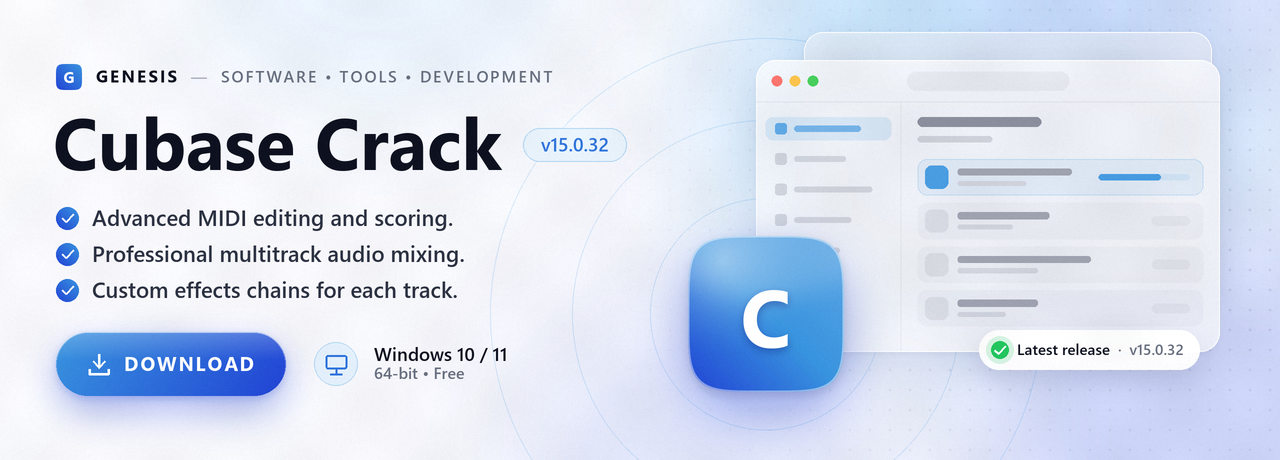 G GENESIS — SOFTWARE • TOOLS • DEVELOPMENT
Cubase Crack v15.0.32
Advanced MIDI editing and scoring.
Professional multitrack audio mixing.
Custom effects chains for each track.
DOWNLOAD
Windows 10 / 11
64-bit • Free
C
Latest release · v15.0.32